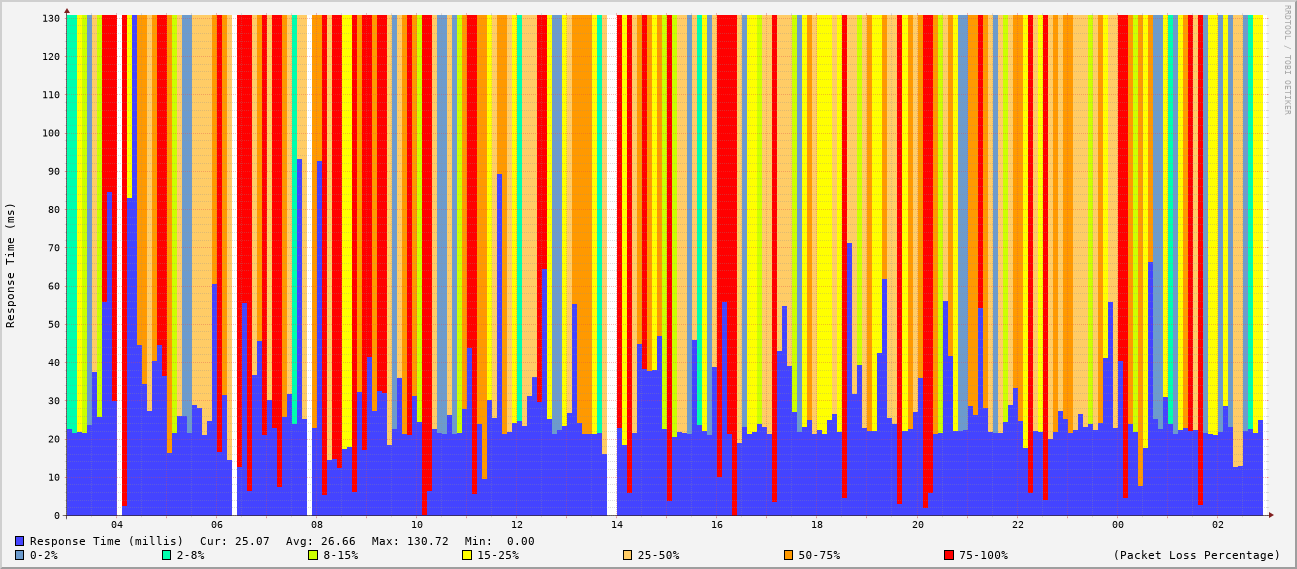 RRDTOOL / TOBI OETIKER
Response Time (ms)
130
120
110
100
90
80
70
60
50
40
30
20
10
0
04 06 08 10 12 14 16 18 20 22 00 02
Response Time (millis) Cur: 25.07 Avg: 26.66 Max: 130.72 Min: 0.00
0-2% 2-8% 8-15% 15-25% 25-50% 50-75% 75-100% (Packet Loss Percentage)